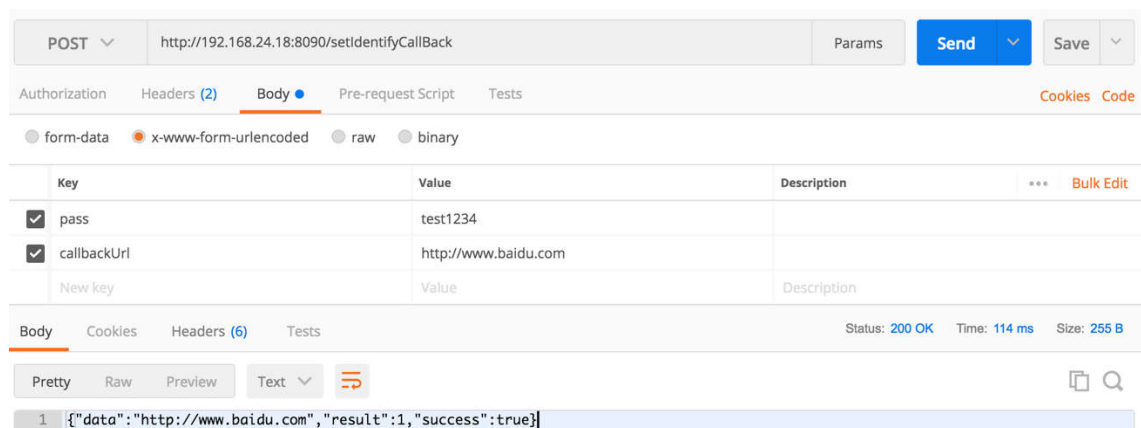 POST http://192.168.24.18:8090/setIdentifyCallBack Params Send Save
Authorization Headers (2) Body Pre-request Script Tests Cookies Code
form-data x-www-form-urlencoded raw binary
Key Value Description ••• Bulk Edit
pass test1234
callbackUrl http://www.baidu.com
New key Value Description
Body Cookies Headers (6) Tests Status: 200 OK Time: 114 ms Size: 255 B
Pretty Raw Preview Text
1 {"data":"http://www.baidu.com","result":1,"success":true}